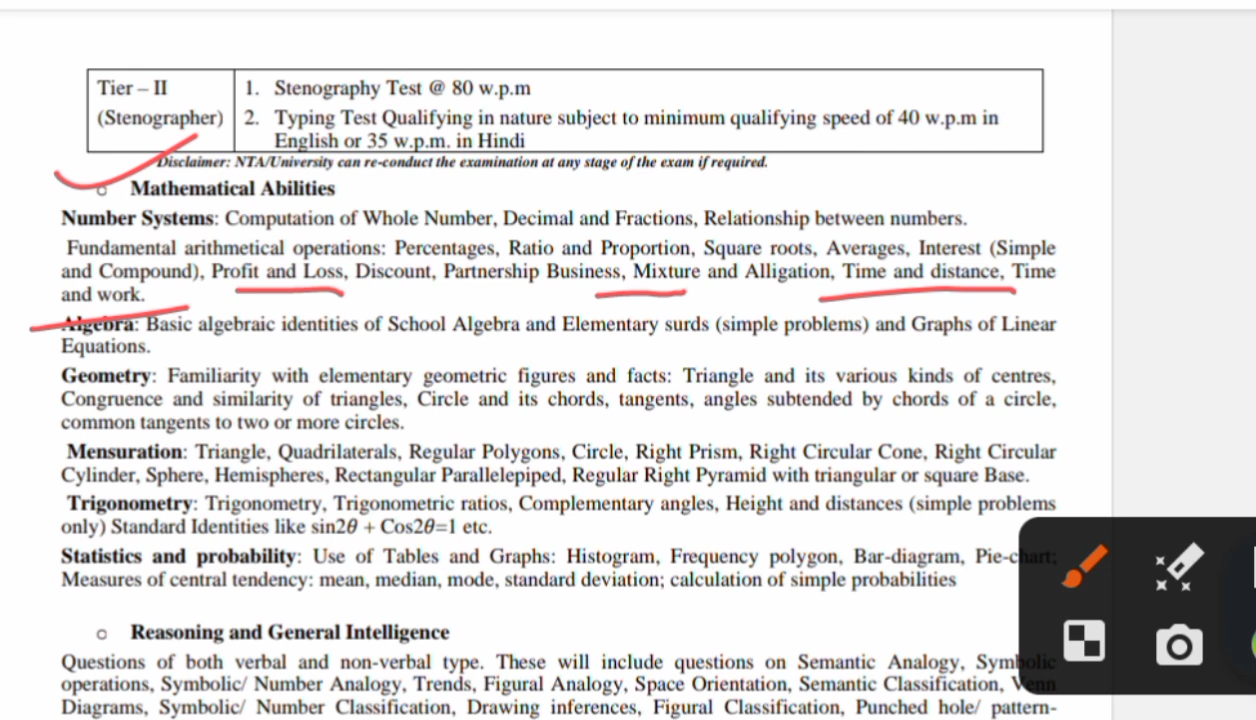 Tier – II
(Stenographer)
1. Stenography Test @ 80 w.p.m
2. Typing Test Qualifying in nature subject to minimum qualifying speed of 40 w.p.m in
English or 35 w.p.m. in Hindi
Disclaimer: NTA/University can re-conduct the examination at any stage of the exam if required.
o Mathematical Abilities
Number Systems: Computation of Whole Number, Decimal and Fractions, Relationship between numbers.
Fundamental arithmetical operations: Percentages, Ratio and Proportion, Square roots, Averages, Interest (Simple
and Compound), Profit and Loss, Discount, Partnership Business, Mixture and Alligation, Time and distance, Time
and work.
Algebra: Basic algebraic identities of School Algebra and Elementary surds (simple problems) and Graphs of Linear
Equations.
Geometry: Familiarity with elementary geometric figures and facts: Triangle and its various kinds of centres,
Congruence and similarity of triangles, Circle and its chords, tangents, angles subtended by chords of a circle,
common tangents to two or more circles.
Mensuration: Triangle, Quadrilaterals, Regular Polygons, Circle, Right Prism, Right Circular Cone, Right Circular
Cylinder, Sphere, Hemispheres, Rectangular Parallelepiped, Regular Right Pyramid with triangular or square Base.
Trigonometry: Trigonometry, Trigonometric ratios, Complementary angles, Height and distances (simple problems
only) Standard Identities like sin2θ + Cos2θ=1 etc.
Statistics and probability: Use of Tables and Graphs: Histogram, Frequency polygon, Bar-diagram, Pie-chart;
Measures of central tendency: mean, median, mode, standard deviation; calculation of simple probabilities
o Reasoning and General Intelligence
Questions of both verbal and non-verbal type. These will include questions on Semantic Analogy, Symbolic
operations, Symbolic/ Number Analogy, Trends, Figural Analogy, Space Orientation, Semantic Classification, Venn
Diagrams, Symbolic/ Number Classification, Drawing inferences, Figural Classification, Punched hole/ pattern-